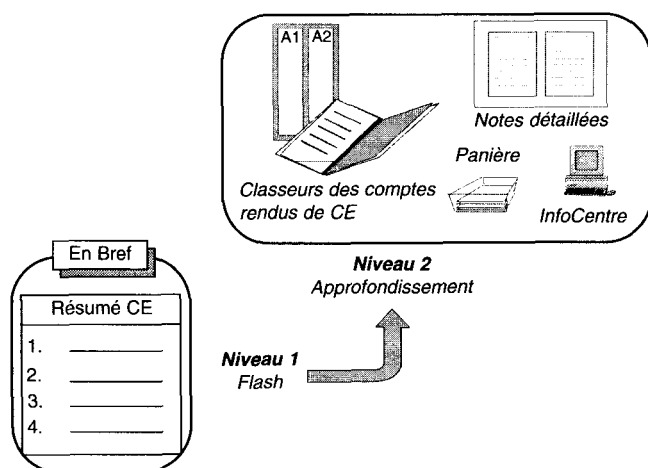 A1 A2
Notes détaillées
Panière
Classeurs des comptes
rendus de CE
InfoCentre
Niveau 2
Approfondissement
En Bref
Résumé CE
1.
2.
3.
4.
Niveau 1
Flash